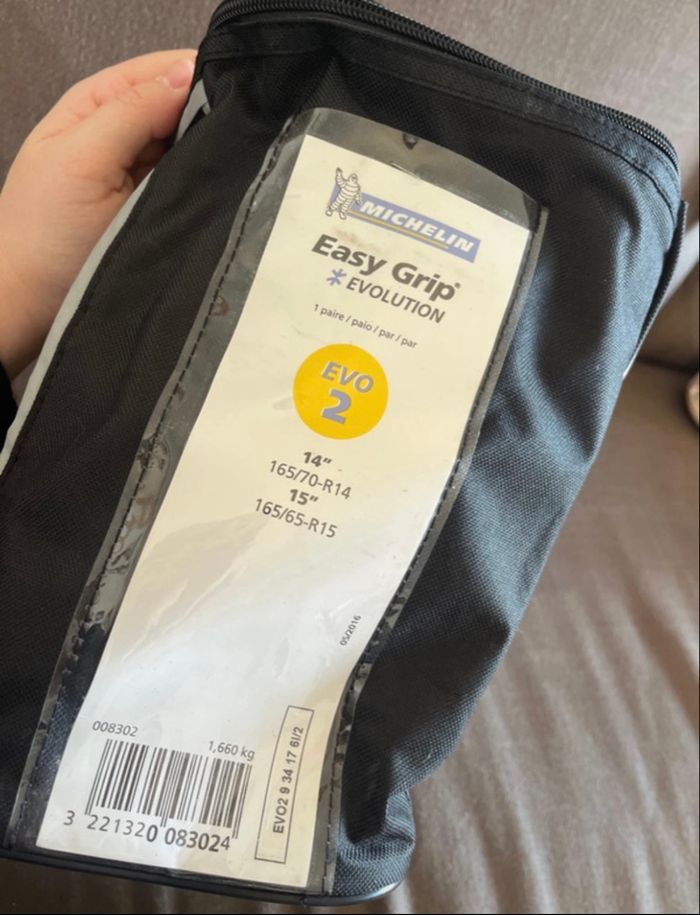 MICHELIN
Easy Grip®
EVOLUTION
1 paire / paio / par / par
EVO
2
14"
165/70-R14
15"
165/65-R15
05/2016
008302
1,660 kg
3 221320 083024
EVO2 9 34 17 6I/2